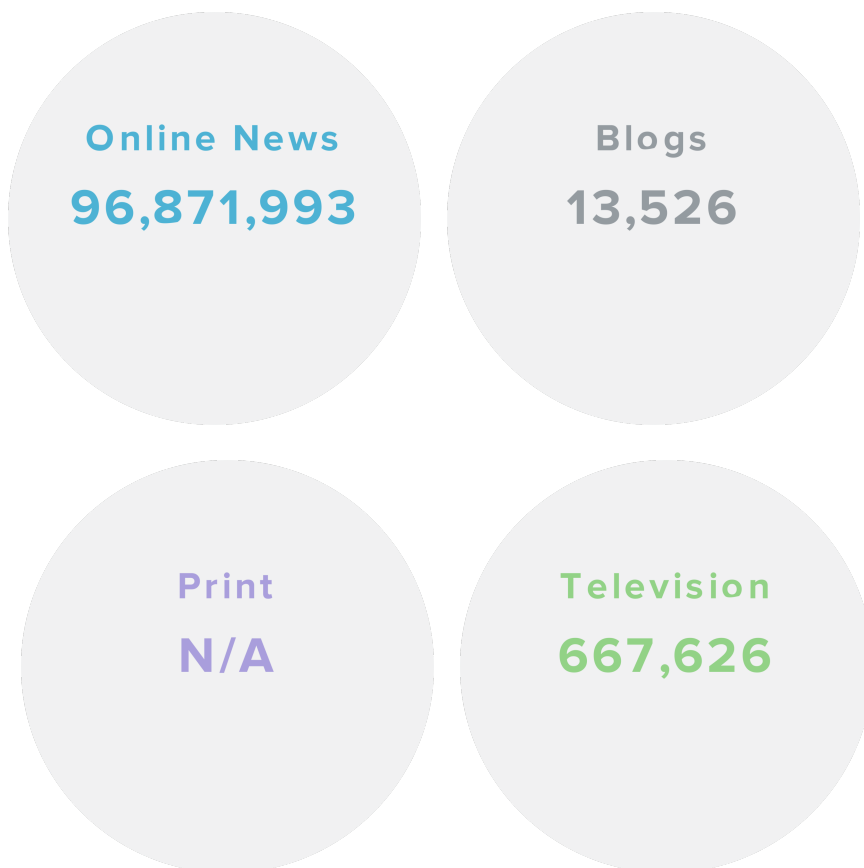 Online News
96,871,993
Blogs
13,526
Print
N/A
Television
667,626